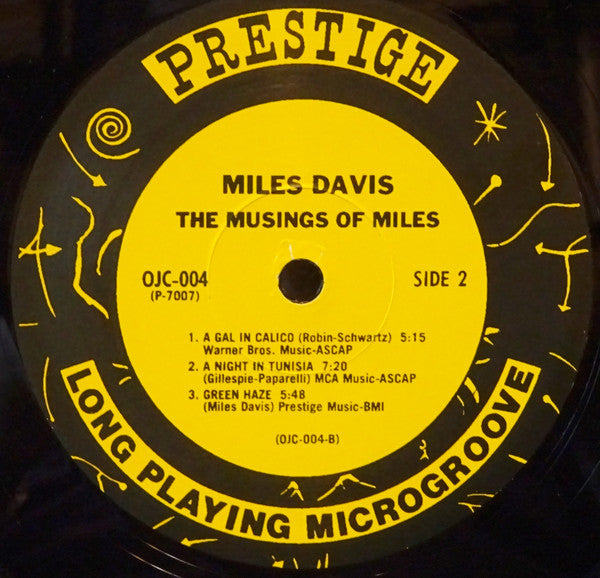 PRESTIGE
MILES DAVIS
THE MUSINGS OF MILES
OJC-004
(P-7007)
SIDE 2
1. A GAL IN CALICO (Robin-Schwartz) 5:15
Warner Bros. Music-ASCAP
2. A NIGHT IN TUNISIA 7:20
(Gillespie-Paparelli) MCA Music-ASCAP
3. GREEN HAZE 5:48
(Miles Davis) Prestige Music-BMI
(OJC-004-B)
LONG PLAYING MICROGROOVE